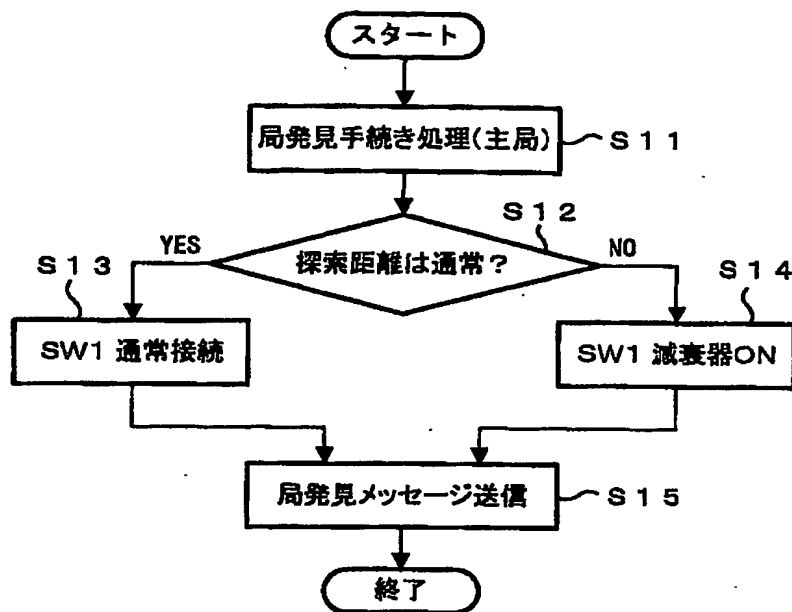 スタート
局発見手続き処理(主局)
S11
S12
探索距離は通常?
YES
NO
S13
S14
SW1 通常接続
SW1 減衰器ON
局発見メッセージ送信
S15
終了